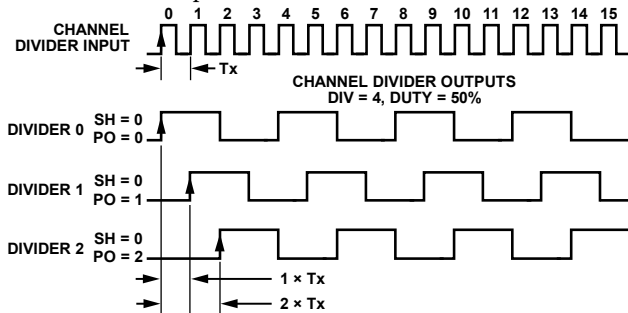 0 1 2 3 4 5 6 7 8 9 10 11 12 13 14 15
CHANNEL
DIVIDER INPUT
Tx
CHANNEL DIVIDER OUTPUTS
DIV = 4, DUTY = 50%
DIVIDER 0 SH = 0
PO = 0
DIVIDER 1 SH = 0
PO = 1
DIVIDER 2 SH = 0
PO = 2
1 × Tx
2 × Tx